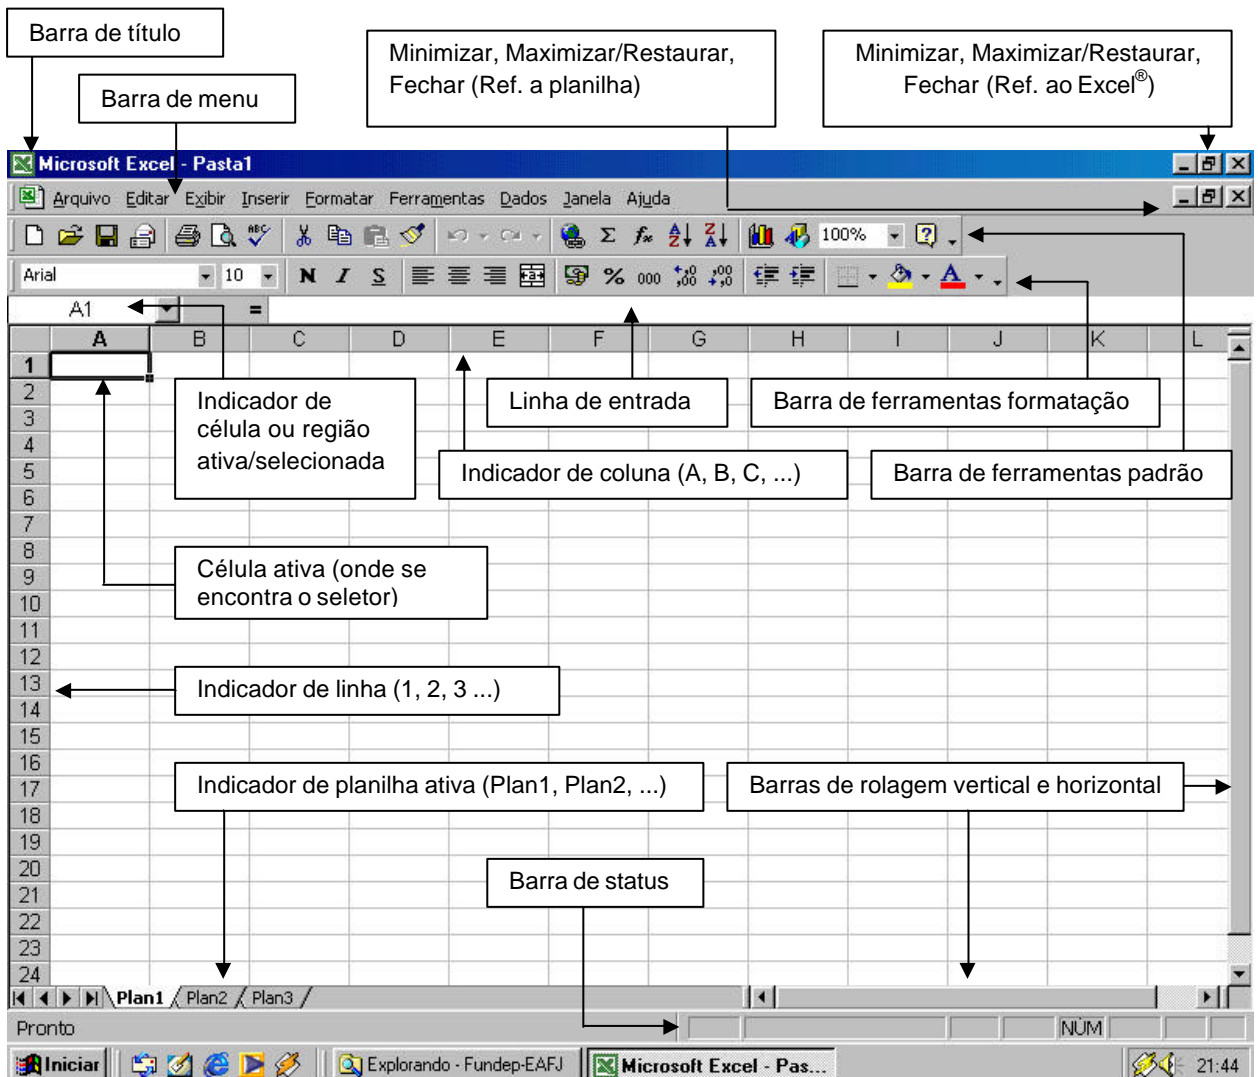 Barra de título
Minimizar, Maximizar/Restaurar,
Fechar (Ref. a planilha)
Minimizar, Maximizar/Restaurar,
Fechar (Ref. ao Excel®)
Barra de menu
Microsoft Excel - Pasta1
Arquivo Editar Exibir Inserir Formatar Ferramentas Dados Janela Ajuda
100%
Arial 10 N I S % 000
A1 =
A B C D E F G H I J K L
1
2
3
4
5
6
7
8
9
10
11
12
13
14
15
16
17
18
19
20
21
22
23
24
Indicador de
célula ou região
ativa/selecionada
Linha de entrada
Barra de ferramentas formatação
Indicador de coluna (A, B, C, ...)
Barra de ferramentas padrão
Célula ativa (onde se
encontra o seletor)
Indicador de linha (1, 2, 3 ...)
Indicador de planilha ativa (Plan1, Plan2, ...)
Barras de rolagem vertical e horizontal
Barra de status
Plan1 Plan2 Plan3
Pronto NÚM
Iniciar Explorando - Fundep-EAFJ Microsoft Excel - Pas... 21:44